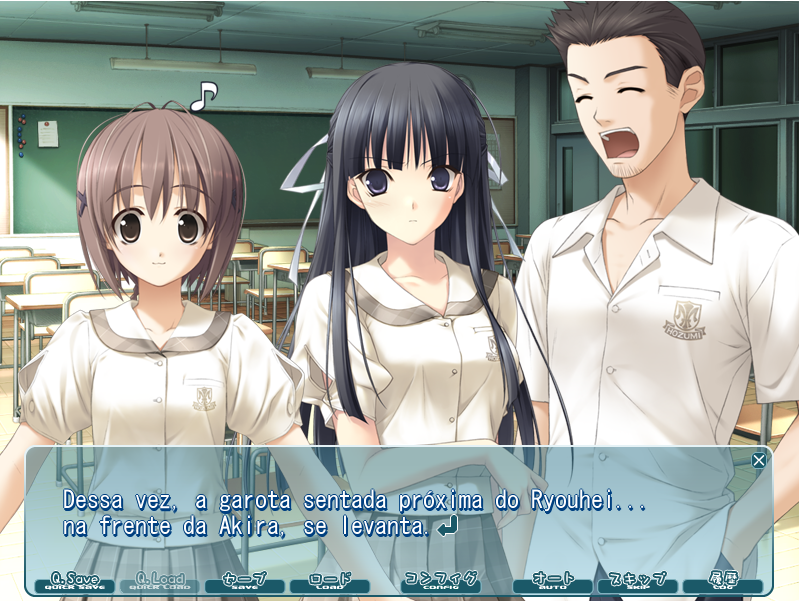 HOZUMI
Dessa vez, a garota sentada próxima do Ryouhei...
na frente da Akira, se levanta.
Q.Save
QUICK SAVE
Q.Load
QUICK LOAD
セーブ
SAVE
ロード
LOAD
コンフィグ
CONFIG
オート
AUTO
スキップ
SKIP
履歴
LOG